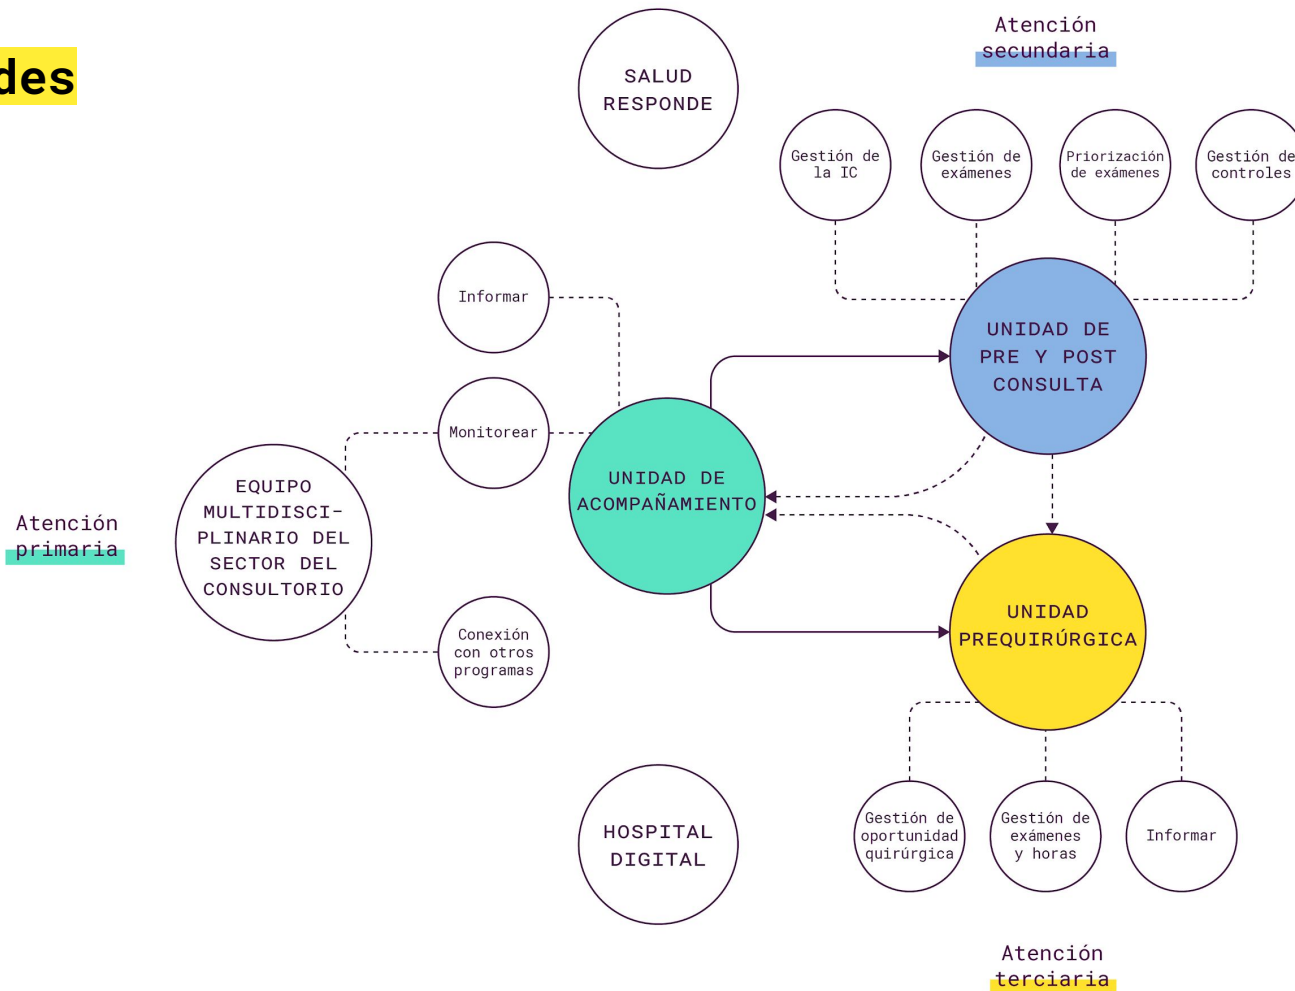 des
SALUD
RESPONDE
Atención
secundaria
Gestión de
la IC
Gestión de
exámenes
Priorización
de exámenes
Gestión de
controles
Informar
UNIDAD DE
PRE Y POST
CONSULTA
Monitorear
UNIDAD DE
ACOMPAÑAMIENTO
EQUIPO
MULTIDISCI-
PLINARIO DEL
SECTOR DEL
CONSULTORIO
Atención
primaria
Conexión
con otros
programas
UNIDAD
PREQUIRÚRGICA
HOSPITAL
DIGITAL
Gestión de
oportunidad
quirúrgica
Gestión de
exámenes
y horas
Informar
Atención
terciaria